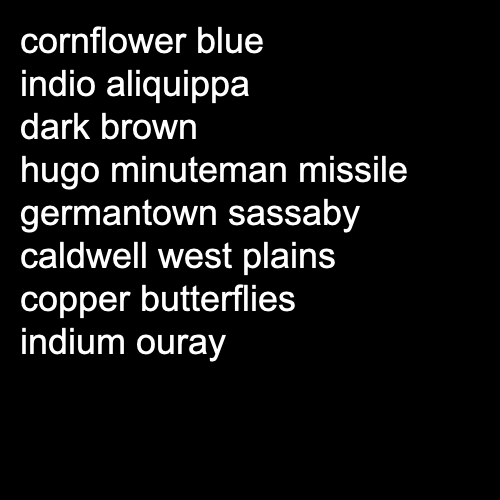 cornflower blue
indio aliquippa
dark brown
hugo minuteman missile
germantown sassaby
caldwell west plains
copper butterflies
indium ouray